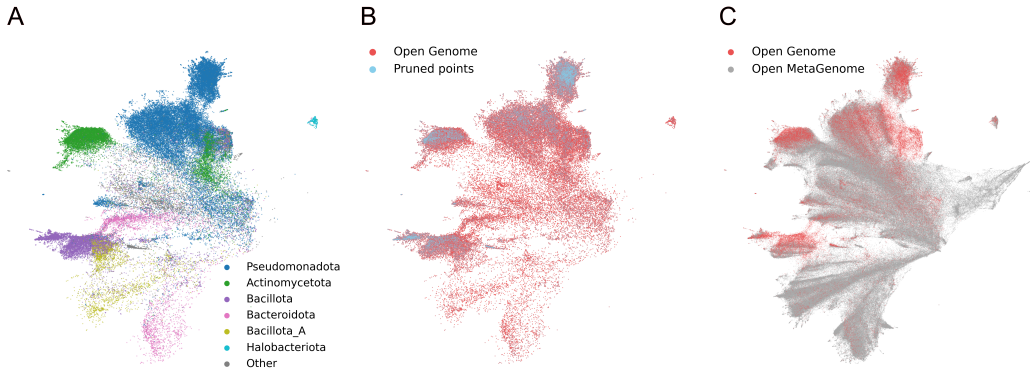 A
Pseudomonadota
Actinomycetota
Bacillota
Bacteroidota
Bacillota_A
Halobacteriota
Other
B
Open Genome
Pruned points
C
Open Genome
Open MetaGenome